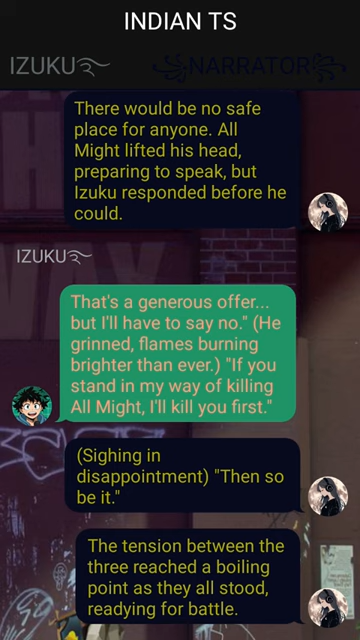 INDIAN TS
IZUKU࿐
꧁NARRATOR꧂
There would be no safe
place for anyone. All
Might lifted his head,
preparing to speak, but
Izuku responded before he
could.
IZUKU࿐
That's a generous offer...
but I'll have to say no." (He
grinned, flames burning
brighter than ever.) "If you
stand in my way of killing
All Might, I'll kill you first."
(Sighing in
disappointment) "Then so
be it."
The tension between the
three reached a boiling
point as they all stood,
readying for battle.